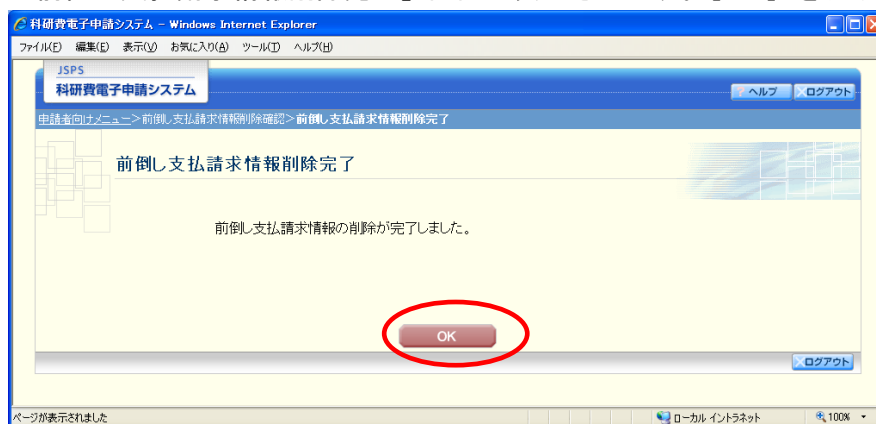 科研費電子申請システム - Windows Internet Explorer
ファイル(F) 編集(E) 表示(V) お気に入り(A) ツール(T) ヘルプ(H)
JSPS
科研費電子申請システム
? ヘルプ ×ログアウト
申請者向けメニュー>前倒し支払請求情報削除確認>前倒し支払請求情報削除完了
前倒し支払請求情報削除完了
前倒し支払請求情報の削除が完了しました。
OK
×ログアウト
ページが表示されました ローカル イントラネット 100%